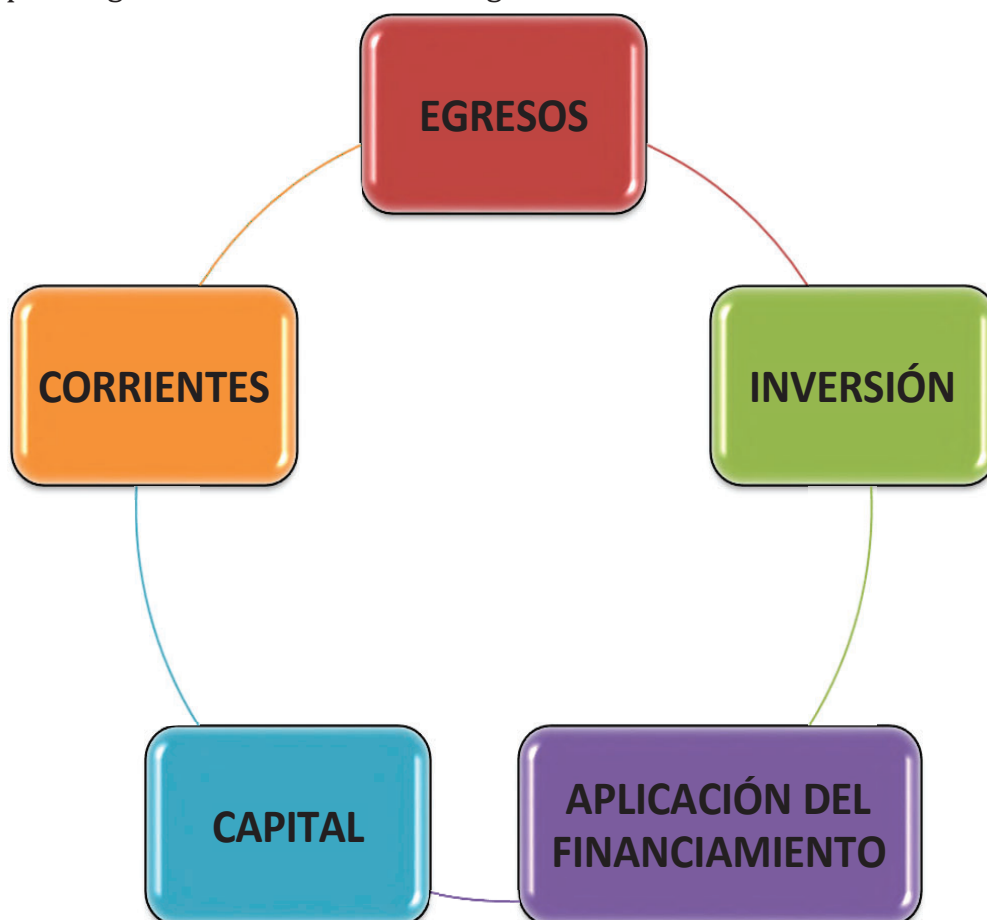 EGRESOS
CORRIENTES
INVERSIÓN
CAPITAL
APLICACIÓN DEL
FINANCIAMIENTO